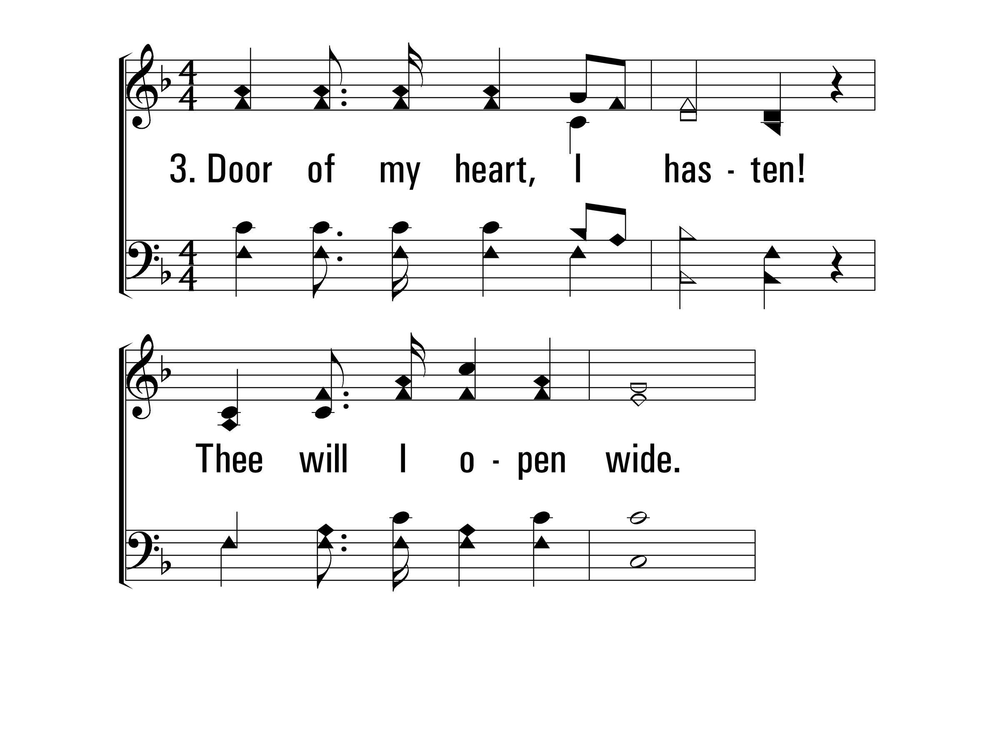 3. Door of my heart, I has - ten!
Thee will I o - pen wide.